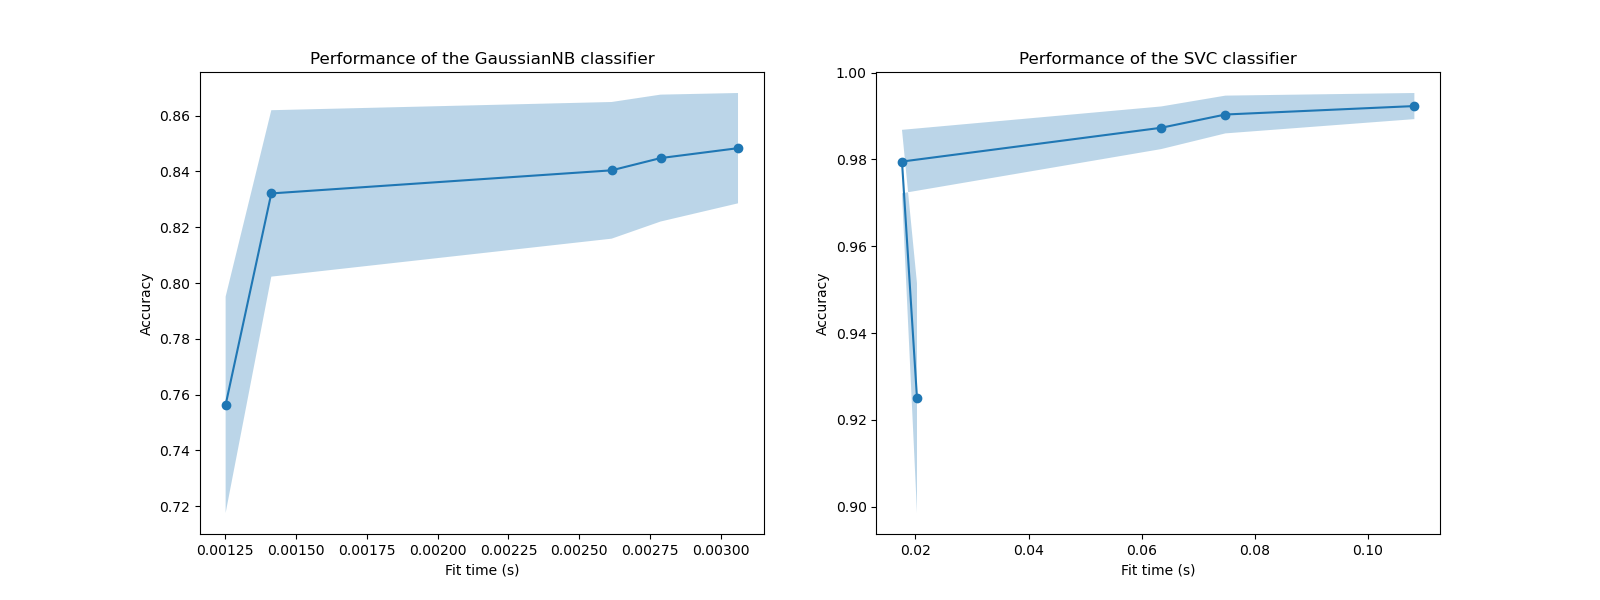 Performance of the GaussianNB classifier
0.86
0.84
0.82
0.80
0.78
0.76
0.74
0.72
Accuracy
0.00125 0.00150 0.00175 0.00200 0.00225 0.00250 0.00275 0.00300
Fit time (s)
Performance of the SVC classifier
1.00
0.98
0.96
0.94
0.92
0.90
Accuracy
0.02 0.04 0.06 0.08 0.10
Fit time (s)